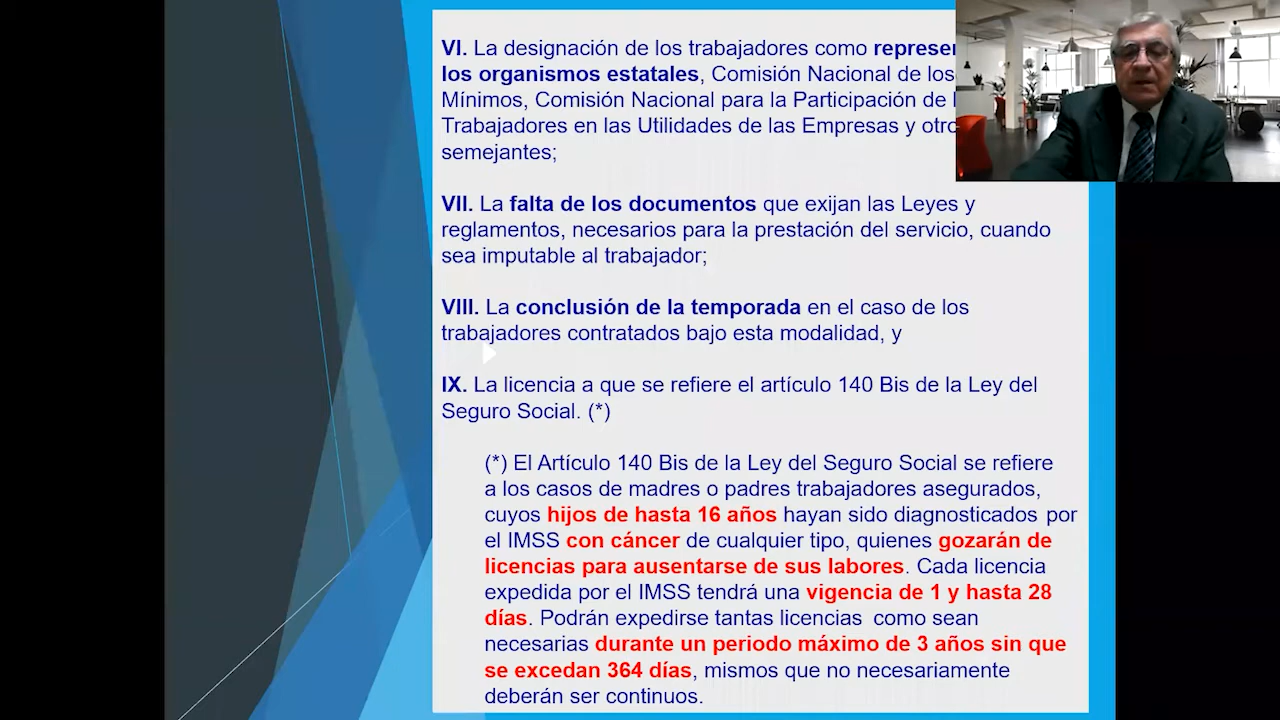 VI. La designación de los trabajadores como
los organismos estatales, Comisión Nacional de los
Mínimos, Comisión Nacional para la Participación de
Trabajadores en las Utilidades de las Empresas y
semejantes;
VII. La falta de los documentos que exijan las Leyes y
reglamentos, necesarios para la prestación del servicio, cuando
sea imputable al trabajador;
VIII. La conclusión de la temporada en el caso de los
trabajadores contratados bajo esta modalidad, y
IX. La licencia a que se refiere el artículo 140 Bis de la Ley del
Seguro Social. (*)
(*) El Artículo 140 Bis de la Ley del Seguro Social se refiere
a los casos de madres o padres trabajadores asegurados,
cuyos hijos de hasta 16 años hayan sido diagnosticados por
el IMSS con cáncer de cualquier tipo, quienes gozarán de
licencias para ausentarse de sus labores. Cada licencia
expedida por el IMSS tendrá una vigencia de 1 y hasta 28
días. Podrán expedirse tantas licencias como sean
necesarias durante un periodo máximo de 3 años sin que
se excedan 364 días, mismos que no necesariamente
deberán ser continuos.